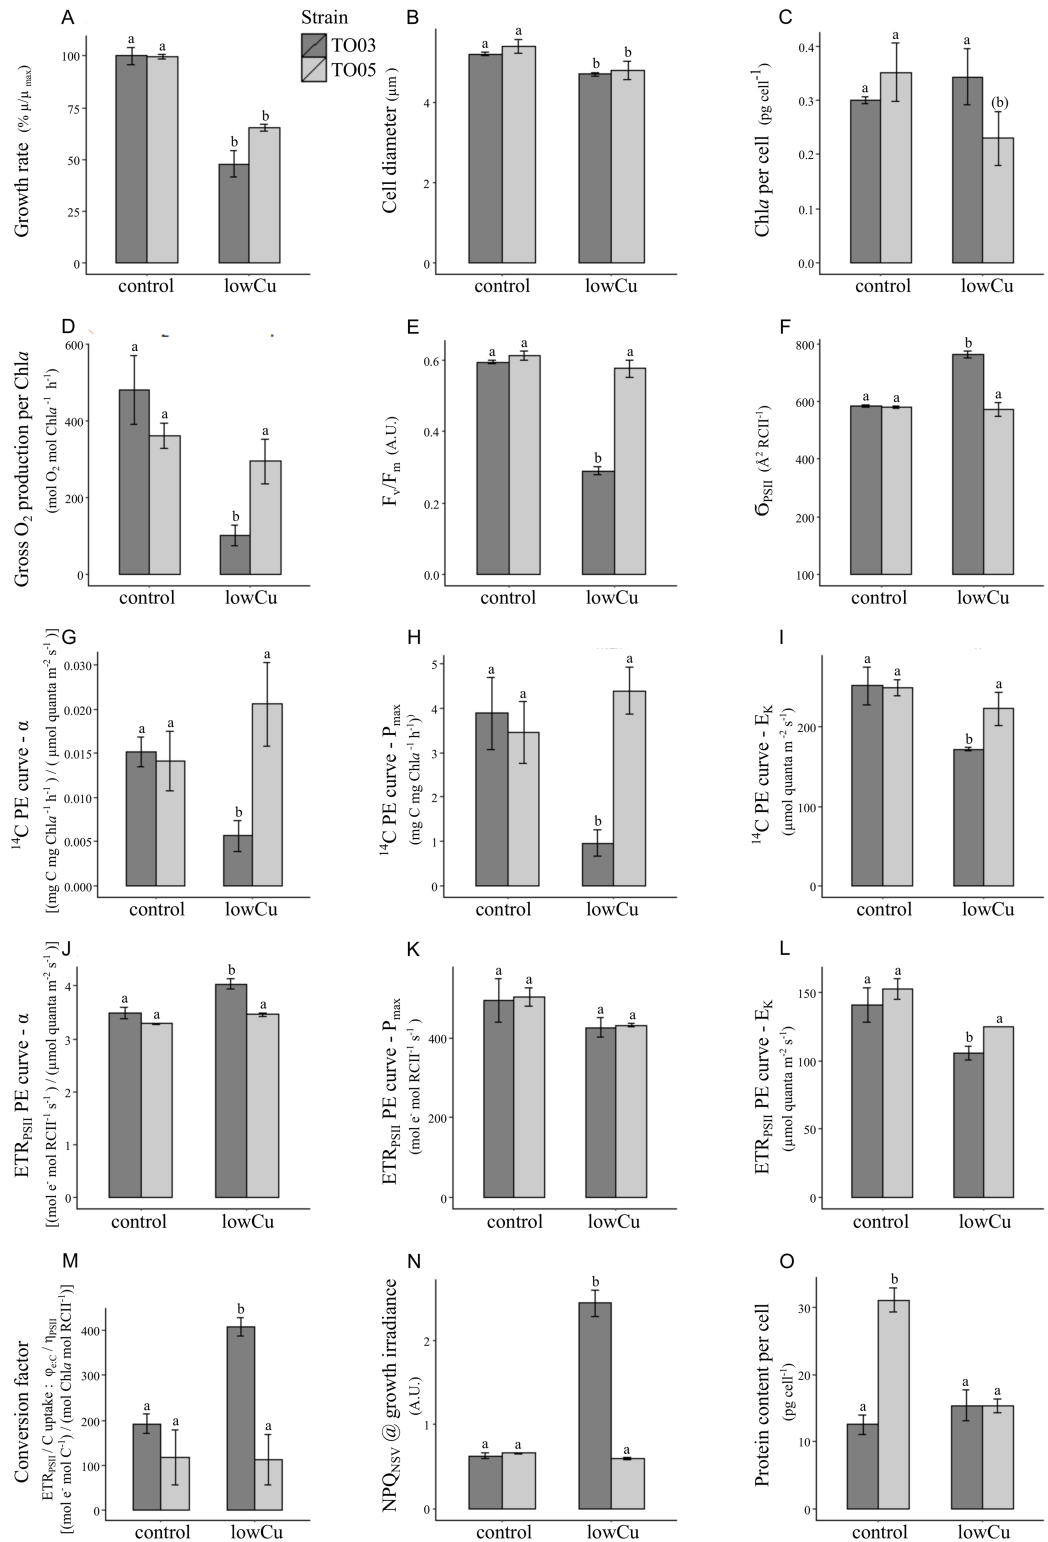 Strain
TO03
TO05
A
Growth rate (% µ/µ max)
100
75
50
25
0
a a
b b
control lowCu
B
Cell diameter (µm)
4
2
0
a a
b b
control lowCu
C
Chla per cell (pg cell⁻¹)
0.4
0.3
0.2
0.1
0.0
a a
a (b)
control lowCu
D
Gross O₂ production per Chla
(mol O₂ mol Chla⁻¹ h⁻¹)
600
400
200
0
a a
b a
control lowCu
E
Fv/Fm (A.U.)
0.6
0.4
0.2
0.0
a a
b a
control lowCu
F
ϬPSII (Å² RCII⁻¹)
800
600
400
200
100
a a
b a
control lowCu
G
¹⁴C PE curve - α
[(mg C mg Chla⁻¹ h⁻¹) / ( µmol quanta m⁻² s⁻¹ )]
0.030
0.015
0.010
0.005
0.000
a a
b a
control lowCu
H
¹⁴C PE curve - Pmax
(mg C mg Chla⁻¹ h⁻¹))
5
4
3
2
1
0
a a
b a
control lowCu
I
¹⁴C PE curve - EK
(µmol quanta m⁻² s⁻¹)
200
100
0
a a
b a
control lowCu
J
ETRPSII PE curve - α
[(mol e⁻ mol RCII⁻¹ s⁻¹ ) / (µmol quanta m⁻² s⁻¹ )]
4
3
2
1
0
a a
b a
control lowCu
K
ETRPSII PE curve - Pmax
(mol e⁻ mol RCII⁻¹ s⁻¹)
400
200
0
a a
a a
control lowCu
L
ETRPSII PE curve - EK
(µmol quanta m⁻² s⁻¹)
150
100
50
0
a a
b a
control lowCu
M
Conversion factor
ETRPSII / C uptake : φe:C / ηPSII
[(mol e⁻ mol C⁻¹) / (mol Chla mol RCII⁻¹)]
400
300
200
100
0
a a
b a
control lowCu
N
NPQNSV @ growth irradiance
(A.U.)
2
1
0
a a
b a
control lowCu
O
Protein content per cell
(pg cell⁻¹)
30
20
10
0
a b
a a
control lowCu